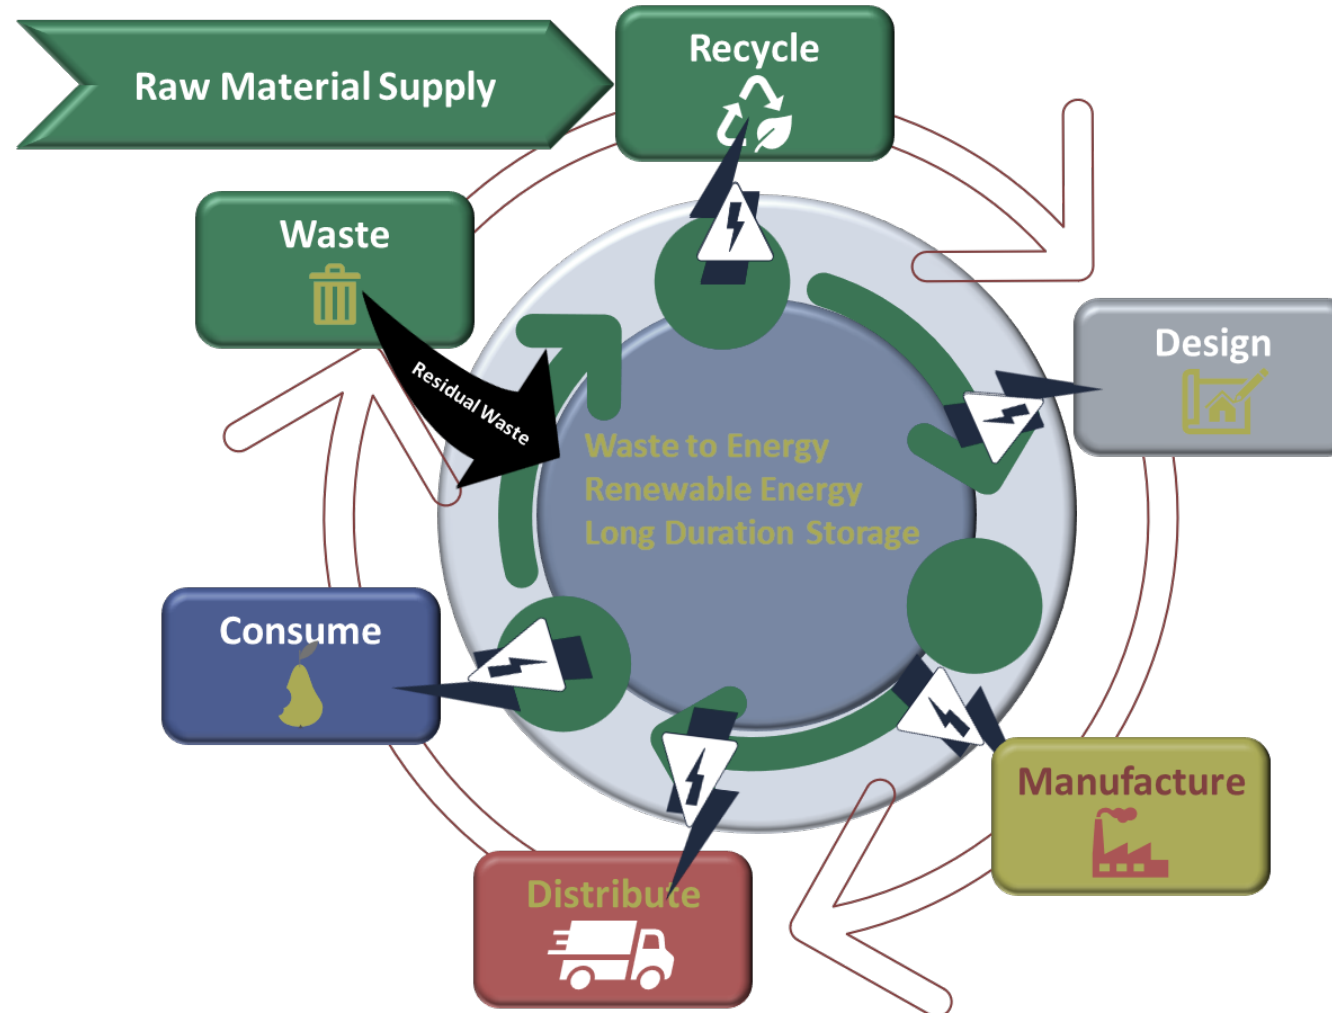 Raw Material Supply
Recycle
Waste
Residual Waste
Design
Waste to Energy
Renewable Energy
Long Duration Storage
Consume
Manufacture
Distribute